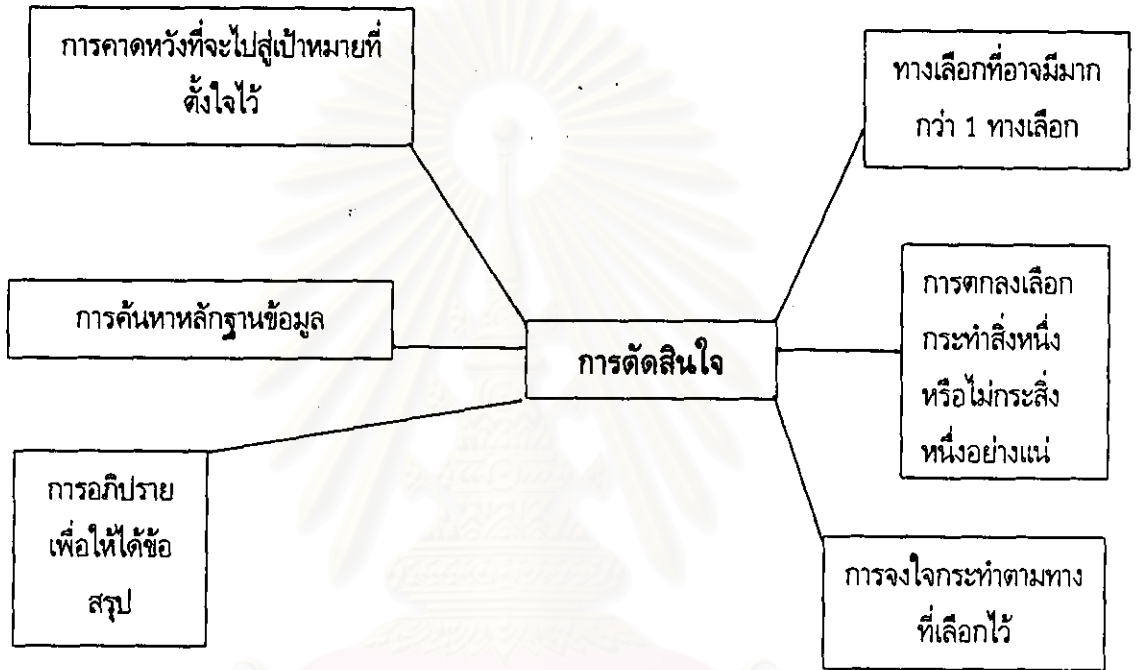 การคาดหวังที่จะไปสู่เป้าหมายที่
ตั้งใจไว้
ทางเลือกที่อาจมีมาก
กว่า 1 ทางเลือก
การค้นหาหลักฐานข้อมูล
การตัดสินใจ
การตกลงเลือก
กระทำสิ่งหนึ่ง
หรือไม่กระสิ่ง
หนึ่งอย่างแน่
การอภิปราย
เพื่อให้ได้ข้อ
สรุป
การจงใจกระทำตามทาง
ที่เลือกไว้